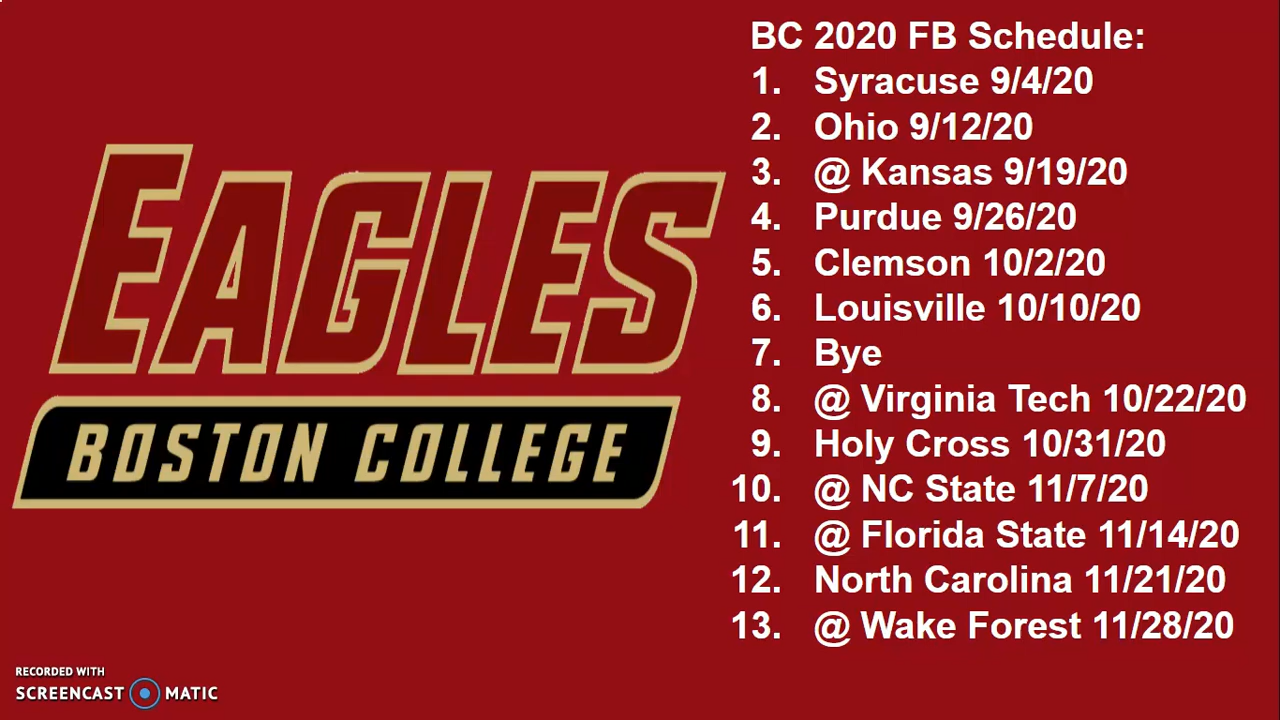 EAGLES
BOSTON COLLEGE
RECORDED WITH
SCREENCAST MATIC
BC 2020 FB Schedule:
1. Syracuse 9/4/20
2. Ohio 9/12/20
3. @ Kansas 9/19/20
4. Purdue 9/26/20
5. Clemson 10/2/20
6. Louisville 10/10/20
7. Bye
8. @ Virginia Tech 10/22/20
9. Holy Cross 10/31/20
10. @ NC State 11/7/20
11. @ Florida State 11/14/20
12. North Carolina 11/21/20
13. @ Wake Forest 11/28/20